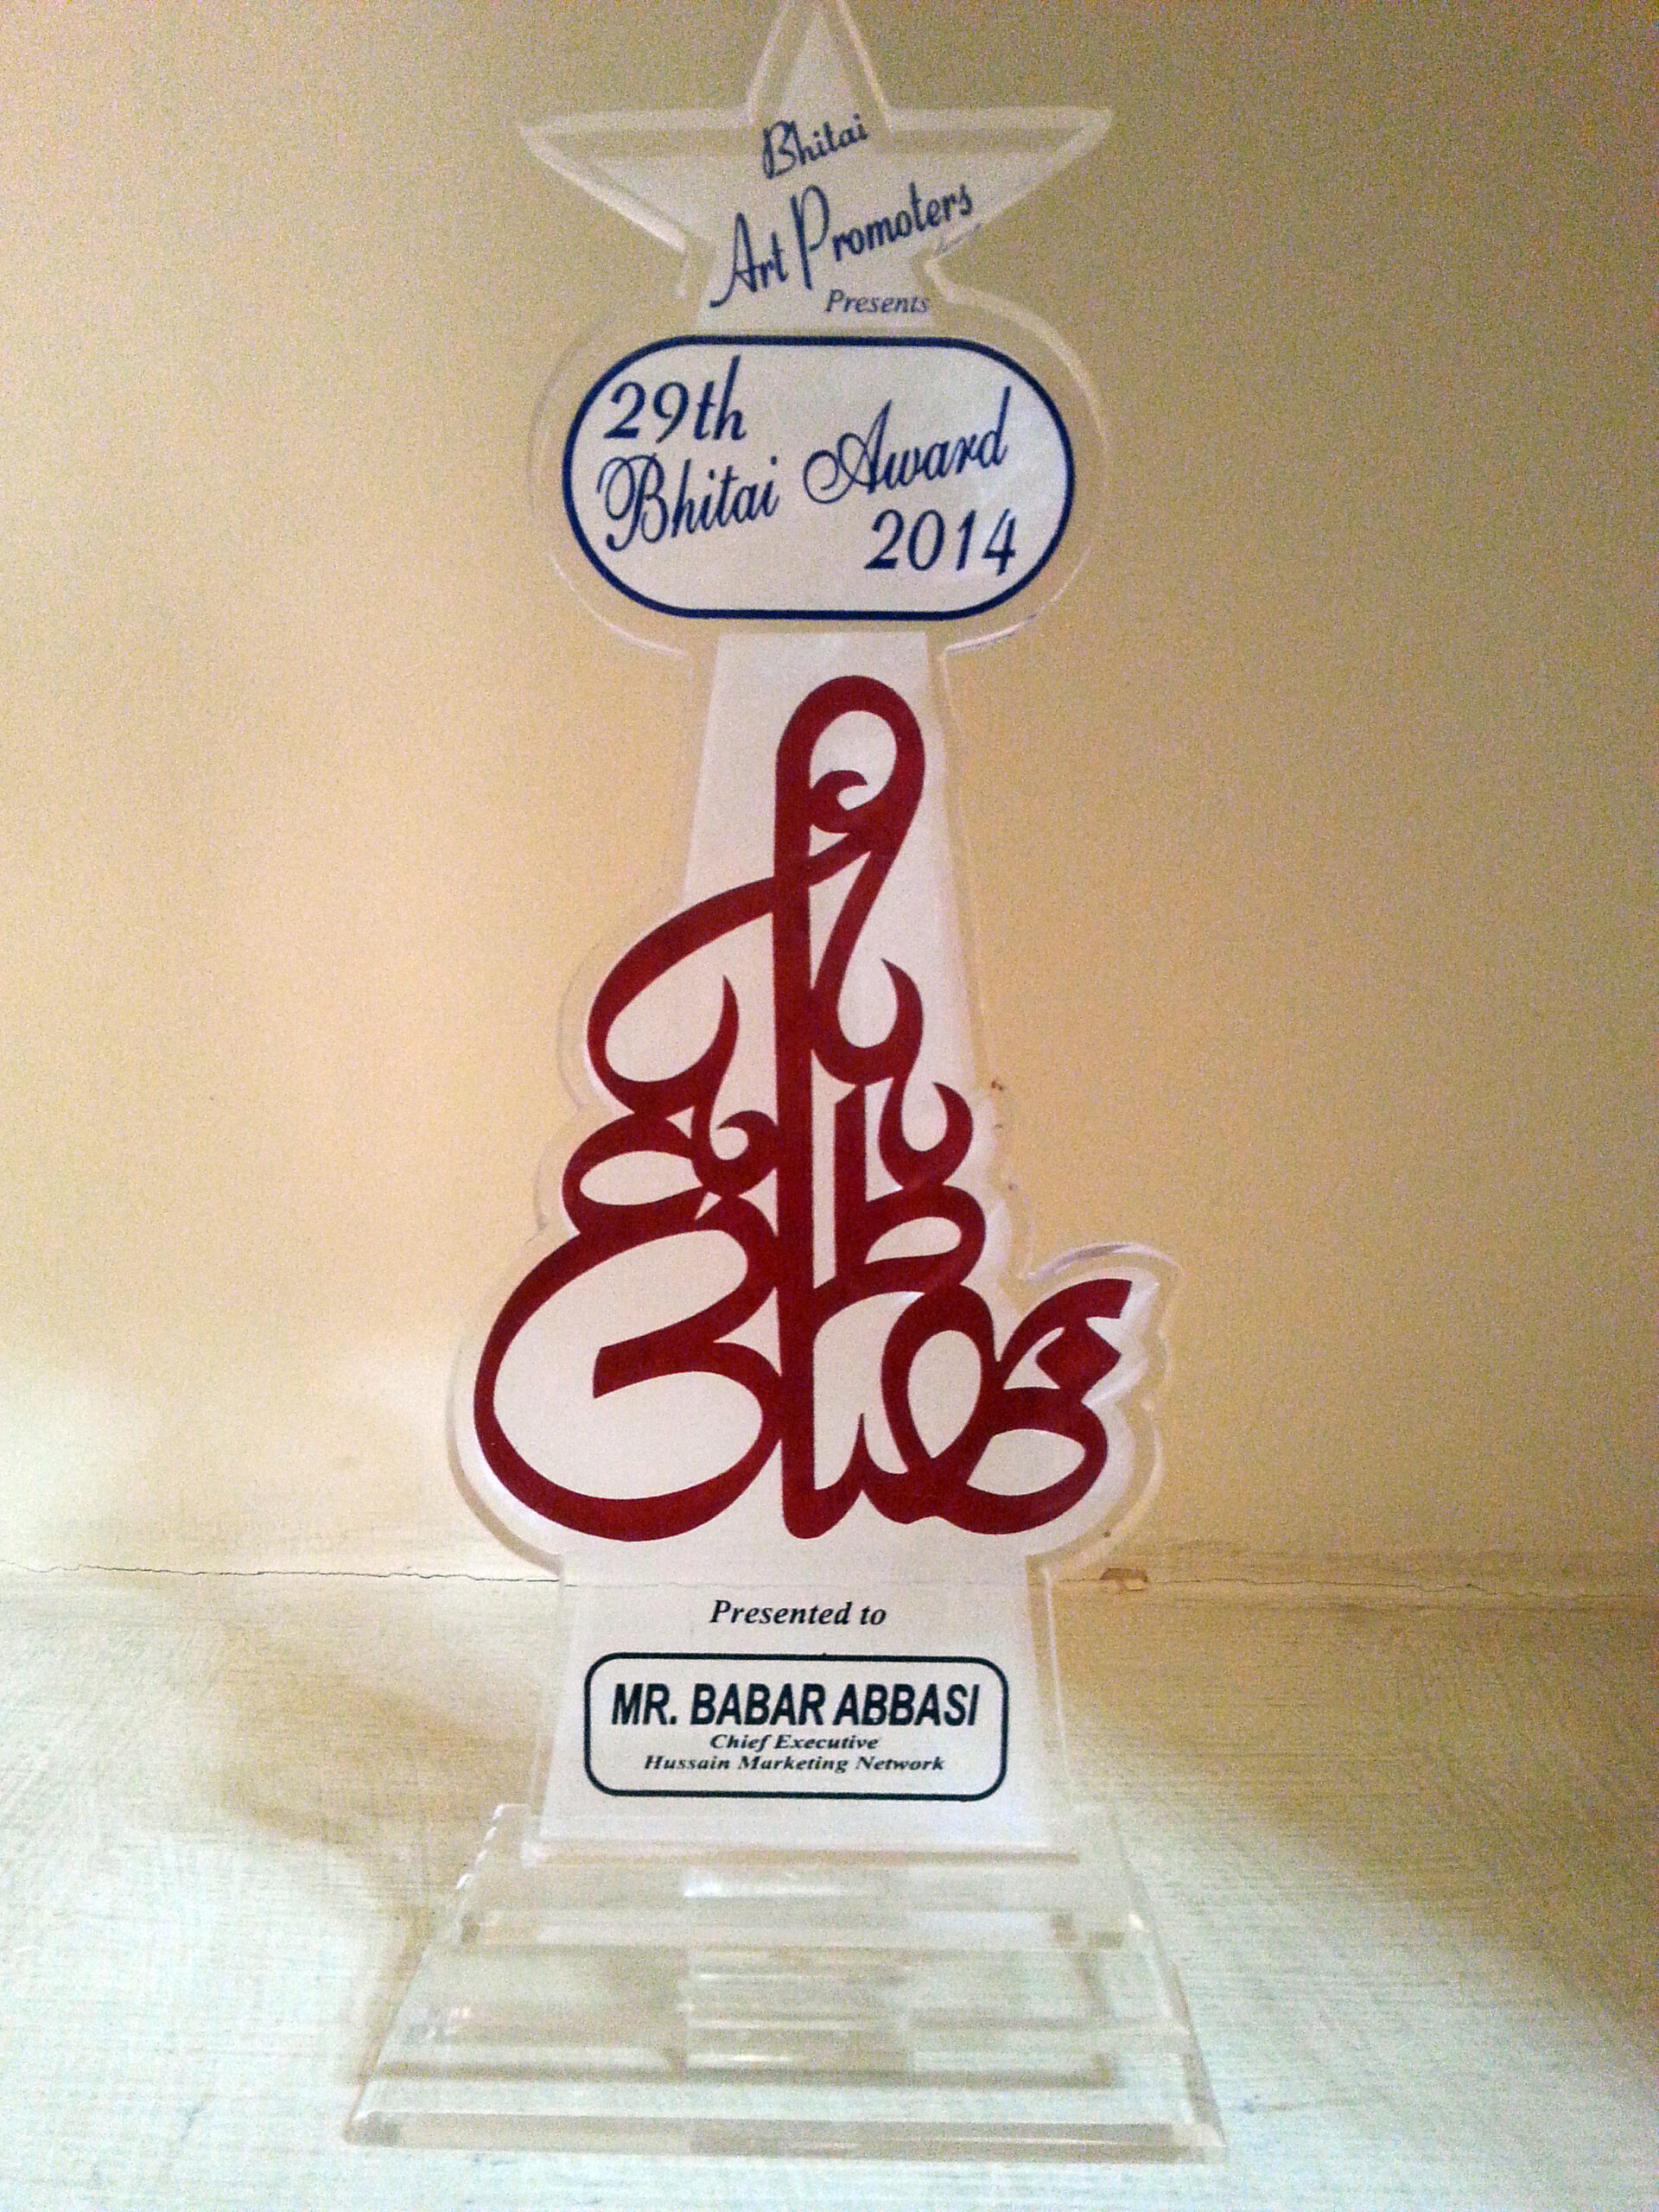 Bhitai
Art Promoters
Presents
29th
Bhitai Award
2014
Presented to
MR. BABAR ABBASI
Chief Executive
Hussain Marketing Network